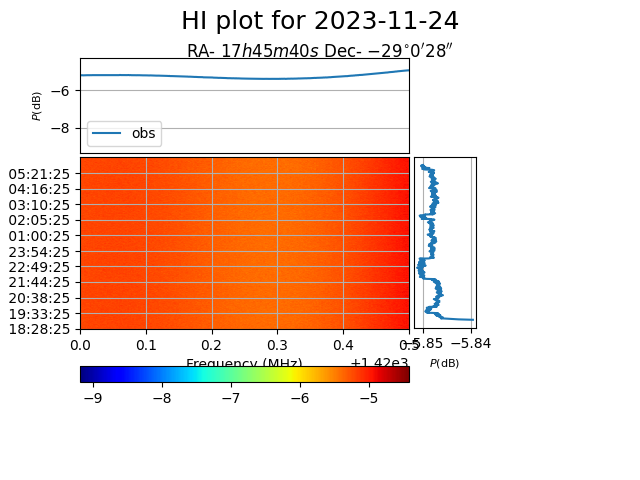 HI plot for 2023-11-24
RA- 17h45m40s Dec- −29°0′28″
P(dB)
−6
−8
obs
05:21:25
04:16:25
03:10:25
02:05:25
01:00:25
23:54:25
22:49:25
21:44:25
20:38:25
19:33:25
18:28:25
0.0 0.1 0.2 0.3 0.4 0.5
Frequency (MHz)
+1.42e3
−5.85 −5.84
P(dB)
−9 −8 −7 −6 −5